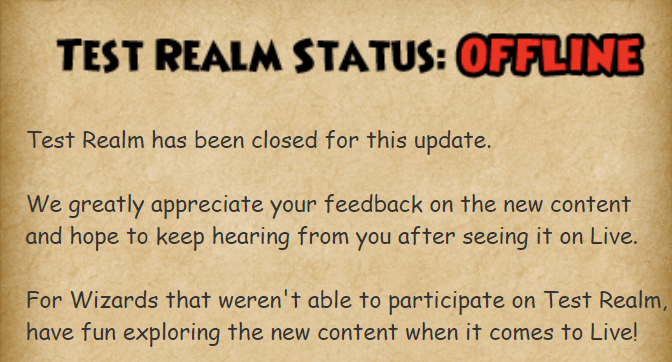 TEST REALM STATUS: OFFLINE
Test Realm has been closed for this update.
We greatly appreciate your feedback on the new content
and hope to keep hearing from you after seeing it on Live.
For Wizards that weren't able to participate on Test Realm,
have fun exploring the new content when it comes to Live!